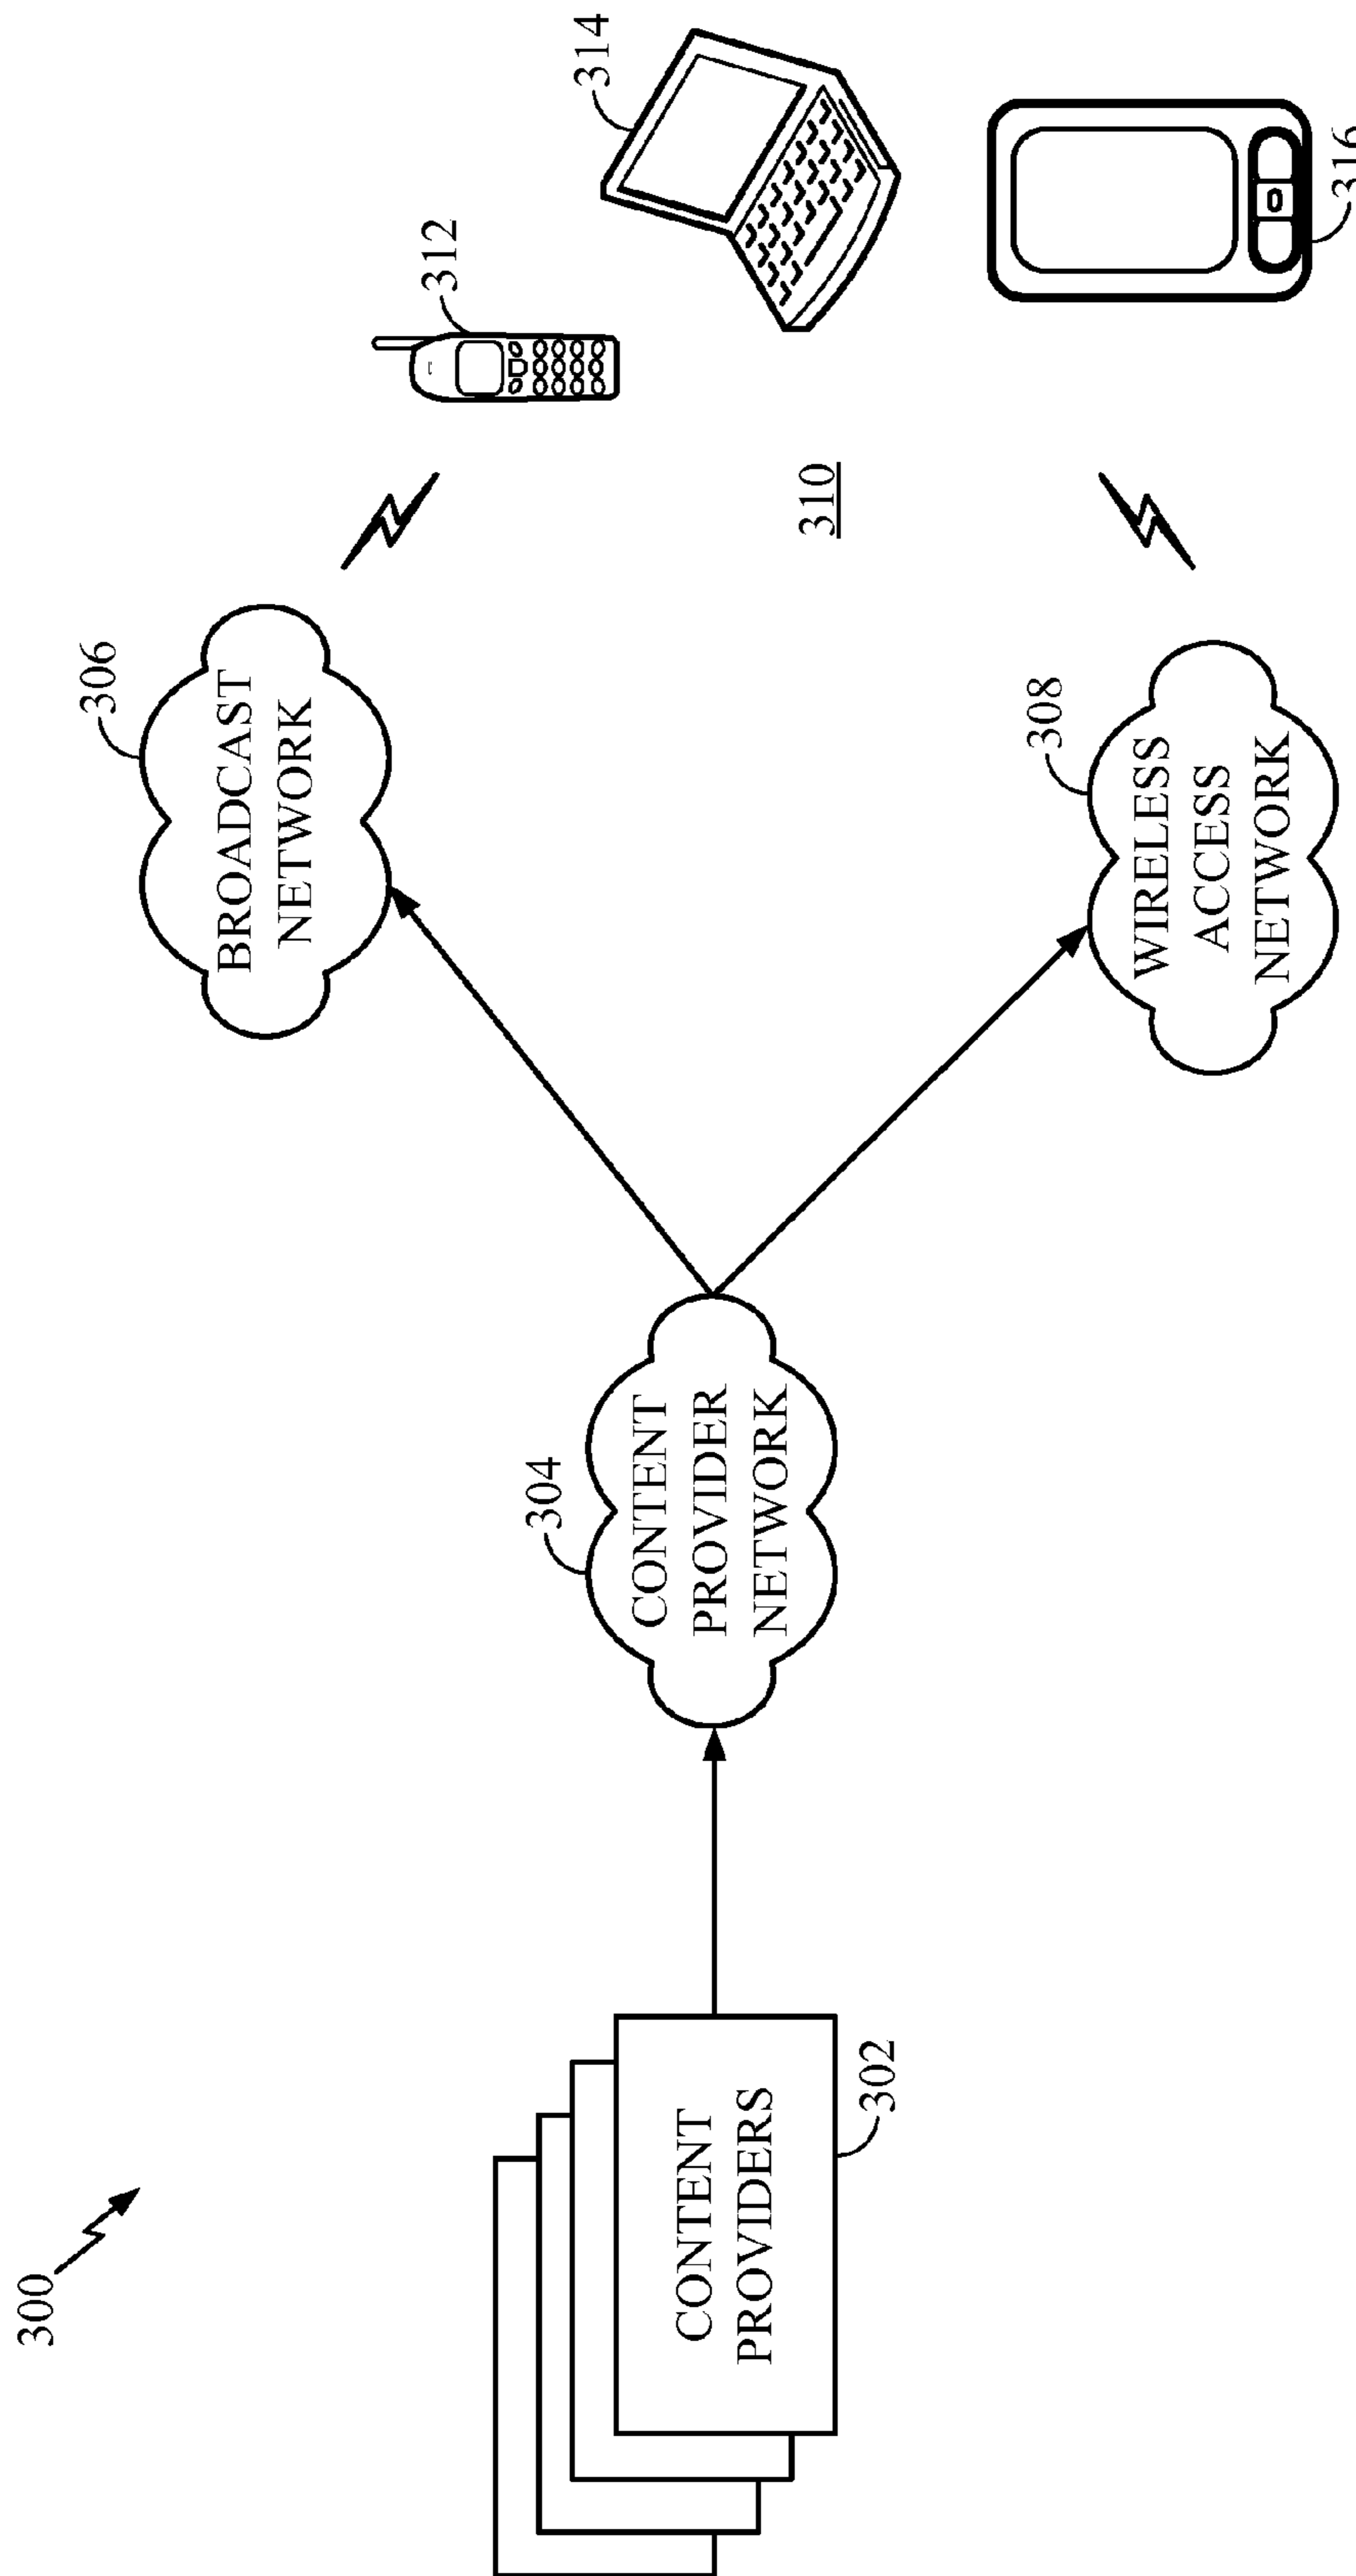 300
CONTENT
PROVIDERS
302
304
CONTENT
PROVIDER
NETWORK
306
BROADCAST
NETWORK
308
WIRELESS
ACCESS
NETWORK
310
312
314
316